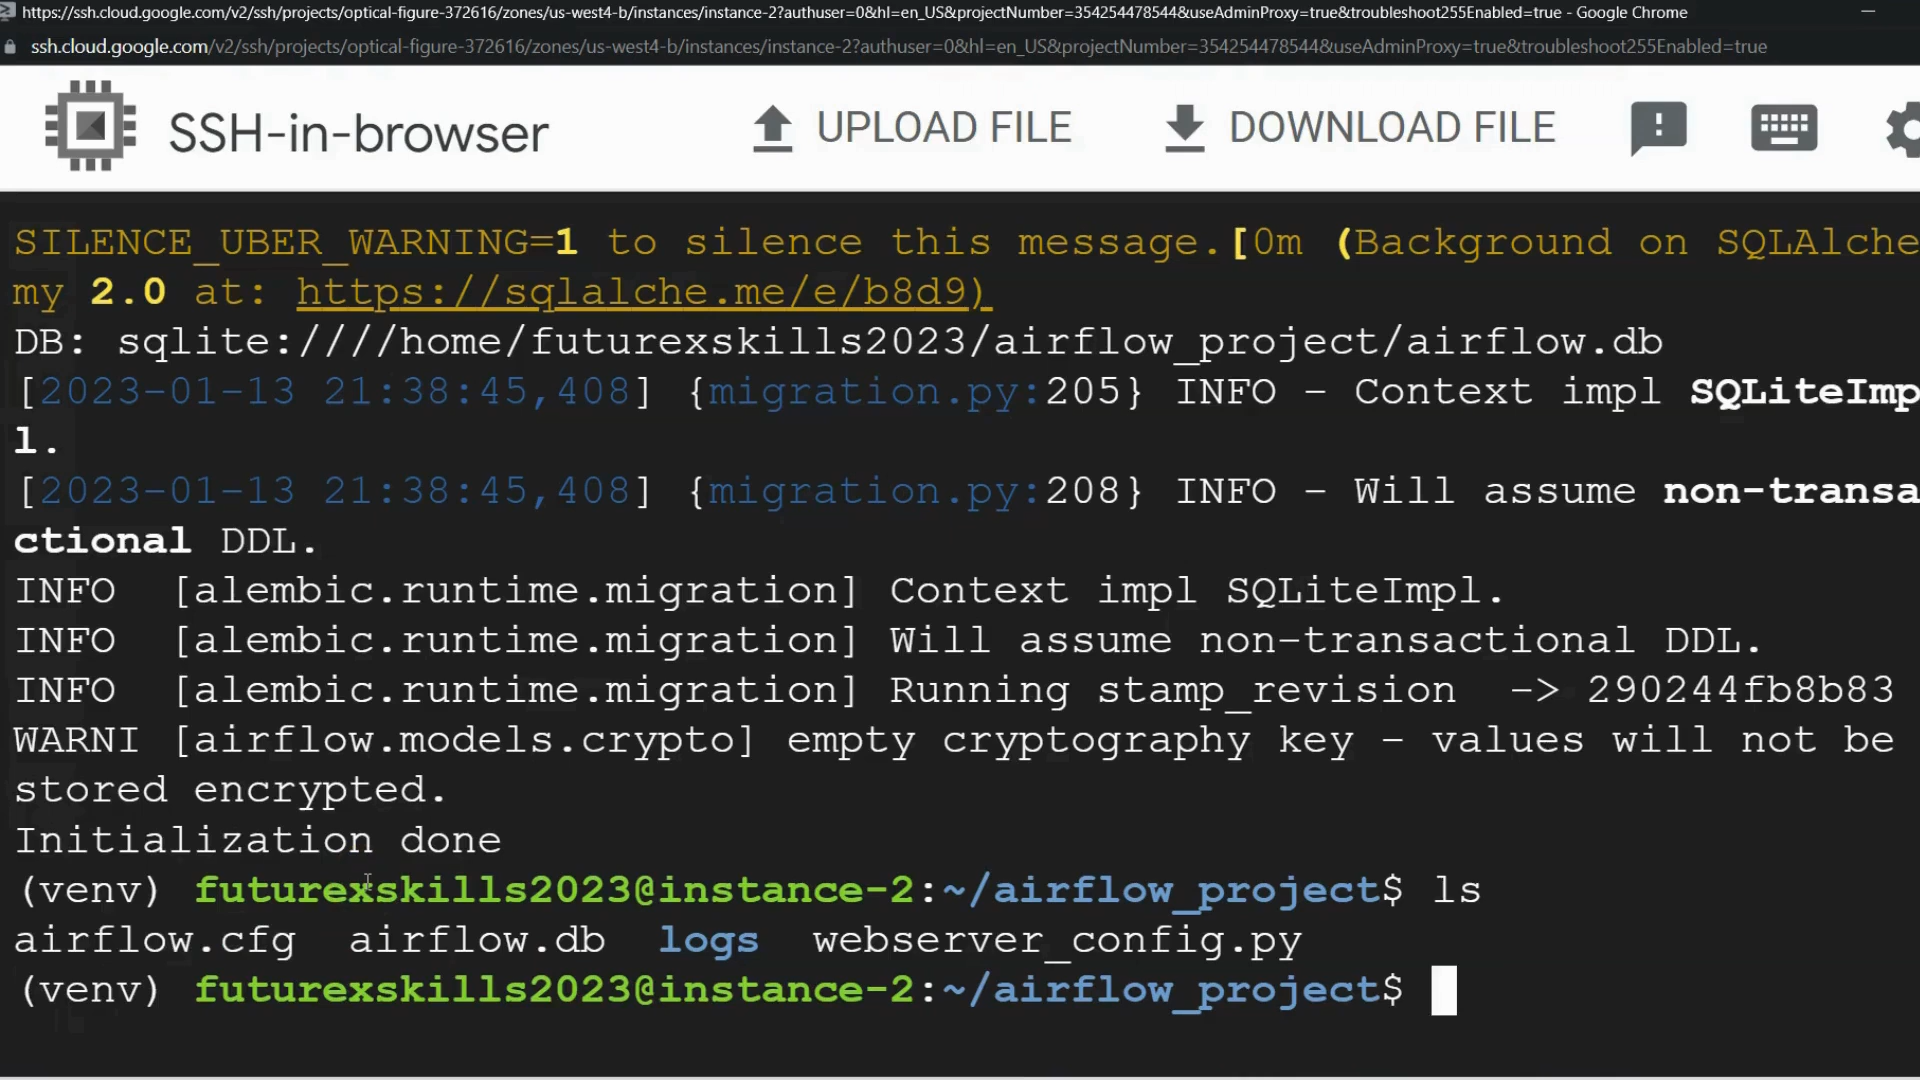 https://ssh.cloud.google.com/v2/ssh/projects/optical-figure-372616/zones/us-west4-b/instances/instance-2?authuser=0&hl=en_US&projectNumber=354254478544&useAdminProxy=true&troubleshoot255Enabled=true - Google Chrome
ssh.cloud.google.com/v2/ssh/projects/optical-figure-372616/zones/us-west4-b/instances/instance-2?authuser=0&hl=en_US&projectNumber=354254478544&useAdminProxy=true&troubleshoot255Enabled=true
SSH-in-browser UPLOAD FILE DOWNLOAD FILE
SILENCE_UBER_WARNING=1 to silence this message.[0m (Background on SQLAlche
my 2.0 at: https://sqlalche.me/e/b8d9)
DB: sqlite:////home/futurexskills2023/airflow_project/airflow.db
[2023-01-13 21:38:45,408] {migration.py:205} INFO - Context impl SQLiteImp
l.
[2023-01-13 21:38:45,408] {migration.py:208} INFO - Will assume non-transa
ctional DDL.
INFO  [alembic.runtime.migration] Context impl SQLiteImpl.
INFO  [alembic.runtime.migration] Will assume non-transactional DDL.
INFO  [alembic.runtime.migration] Running stamp_revision  -> 290244fb8b83
WARNI [airflow.models.crypto] empty cryptography key - values will not be
stored encrypted.
Initialization done
(venv) futurexskills2023@instance-2:~/airflow_project$ ls
airflow.cfg  airflow.db  logs  webserver_config.py
(venv) futurexskills2023@instance-2:~/airflow_project$